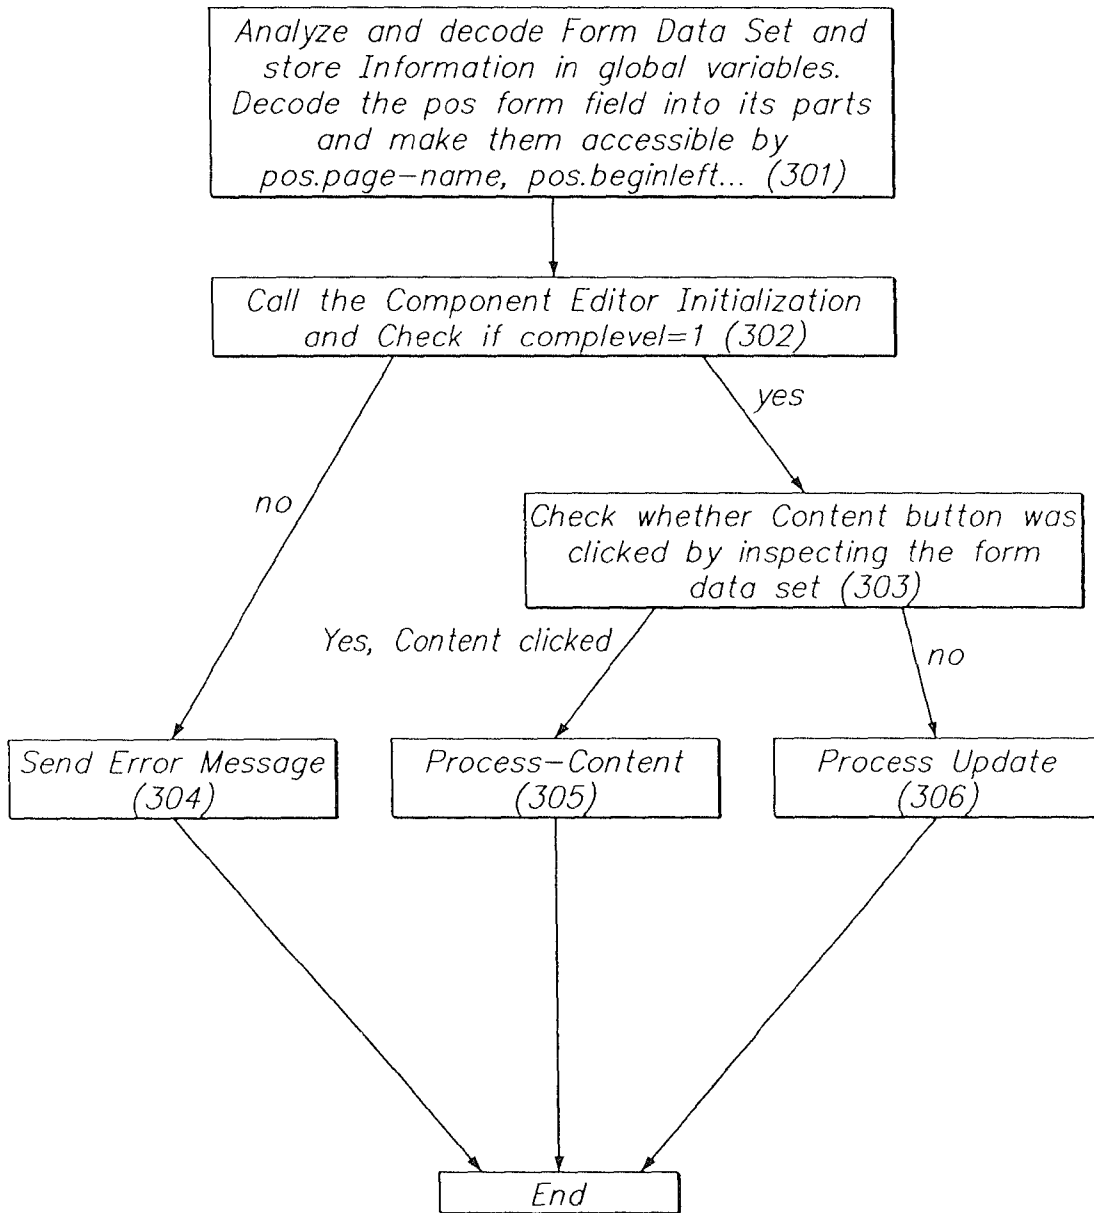 Analyze and decode Form Data Set and
store Information in global variables.
Decode the pos form field into its parts
and make them accessible by
pos.page-name, pos.beginleft... (301)
Call the Component Editor Initialization
and Check if complevel=1 (302)
yes
no
Check whether Content button was
clicked by inspecting the form
data set (303)
Yes, Content clicked
no
Send Error Message
(304)
Process-Content
(305)
Process Update
(306)
End